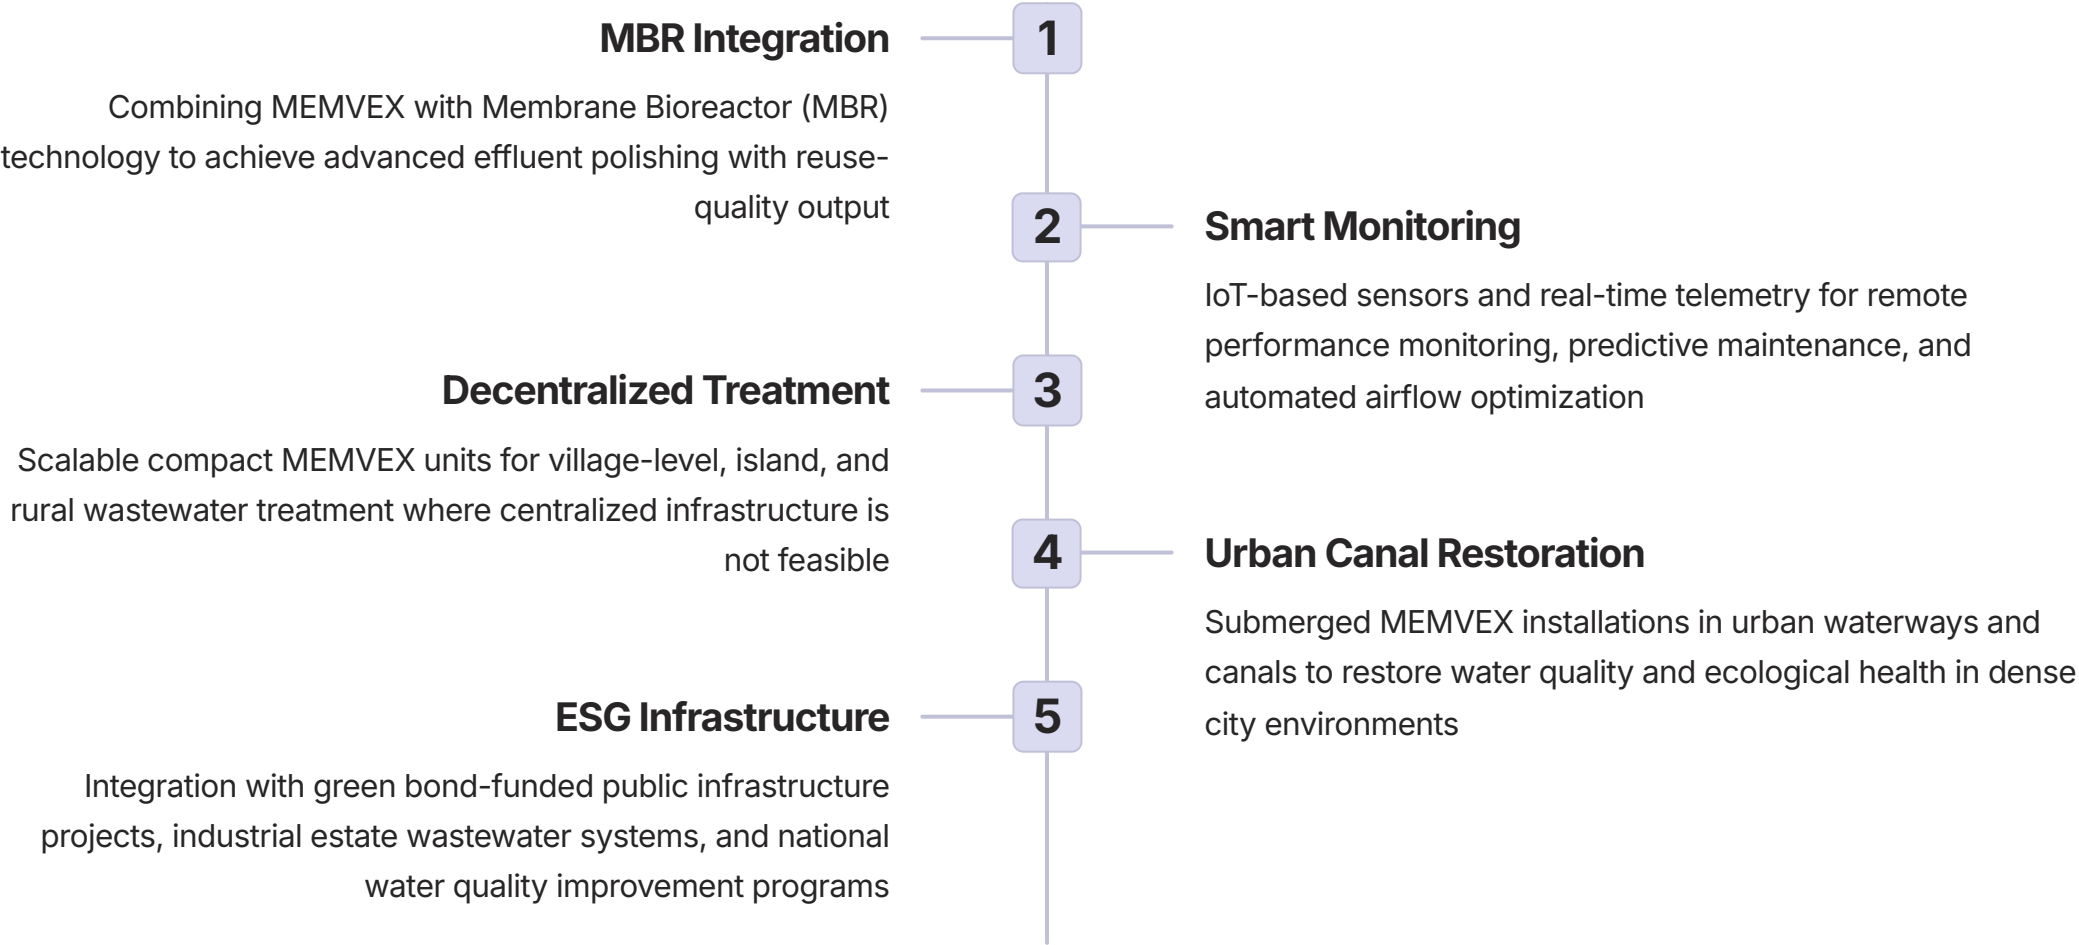 1
MBR Integration
Combining MEMVEX with Membrane Bioreactor (MBR)
technology to achieve advanced effluent polishing with reuse-
quality output
2
Smart Monitoring
IoT-based sensors and real-time telemetry for remote
performance monitoring, predictive maintenance, and
automated airflow optimization
3
Decentralized Treatment
Scalable compact MEMVEX units for village-level, island, and
rural wastewater treatment where centralized infrastructure is
not feasible
4
Urban Canal Restoration
Submerged MEMVEX installations in urban waterways and
canals to restore water quality and ecological health in dense
city environments
5
ESG Infrastructure
Integration with green bond-funded public infrastructure
projects, industrial estate wastewater systems, and national
water quality improvement programs